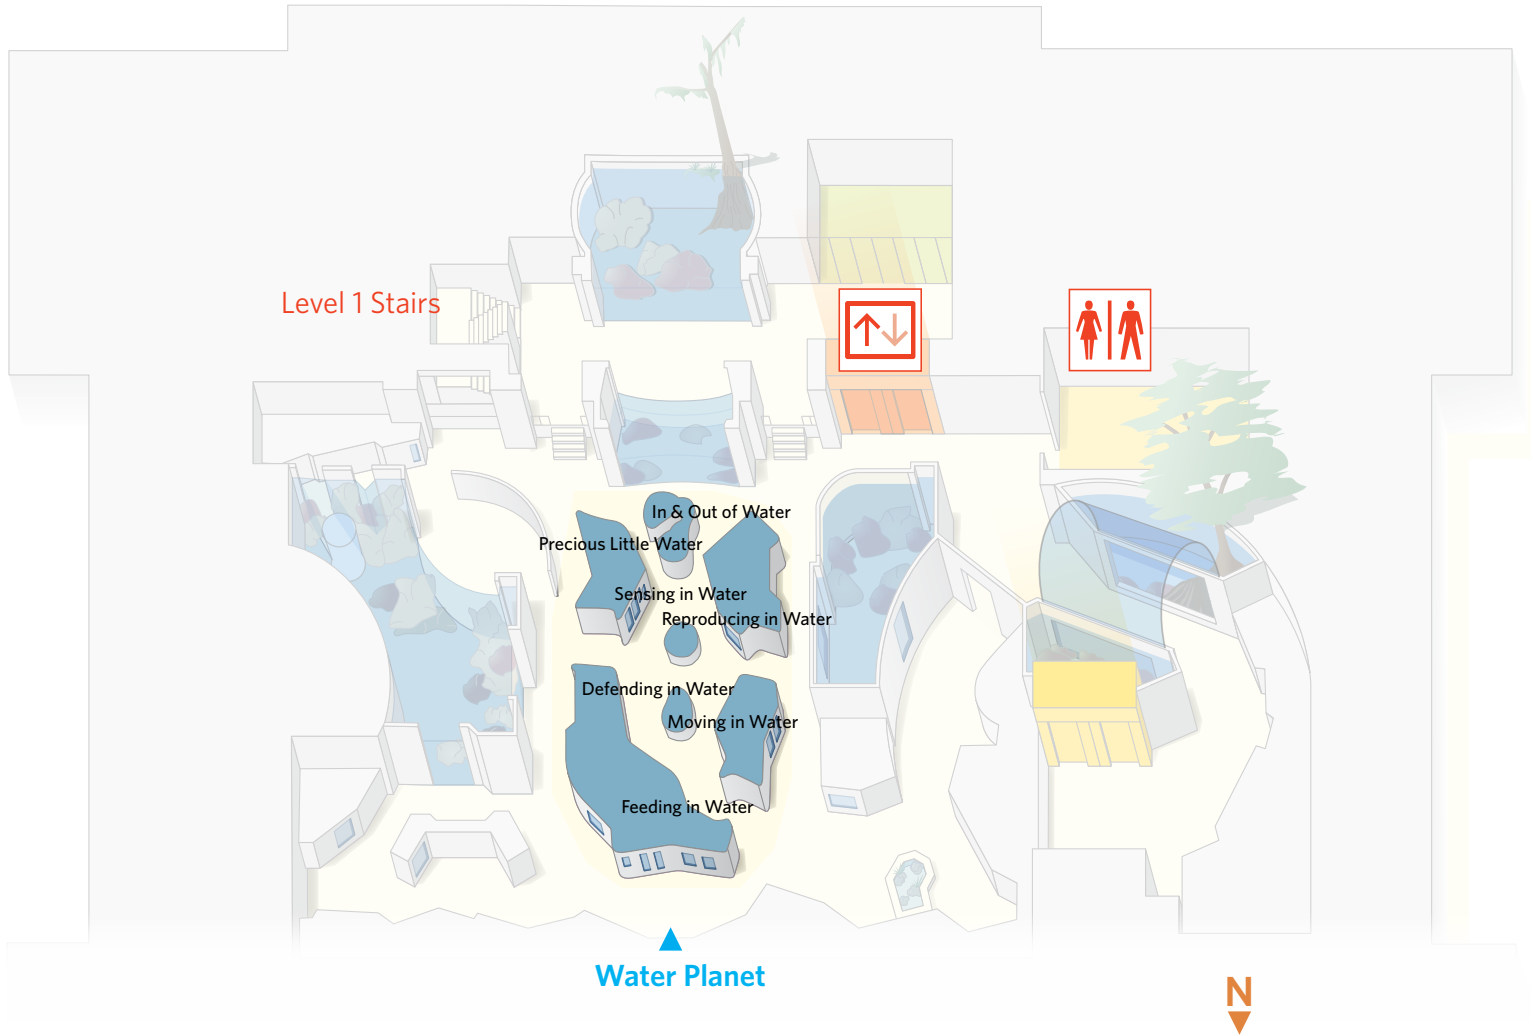 Level 1 Stairs
In & Out of Water
Precious Little Water
Sensing in Water
Reproducing in Water
Defending in Water
Moving in Water
Feeding in Water
Water Planet
N